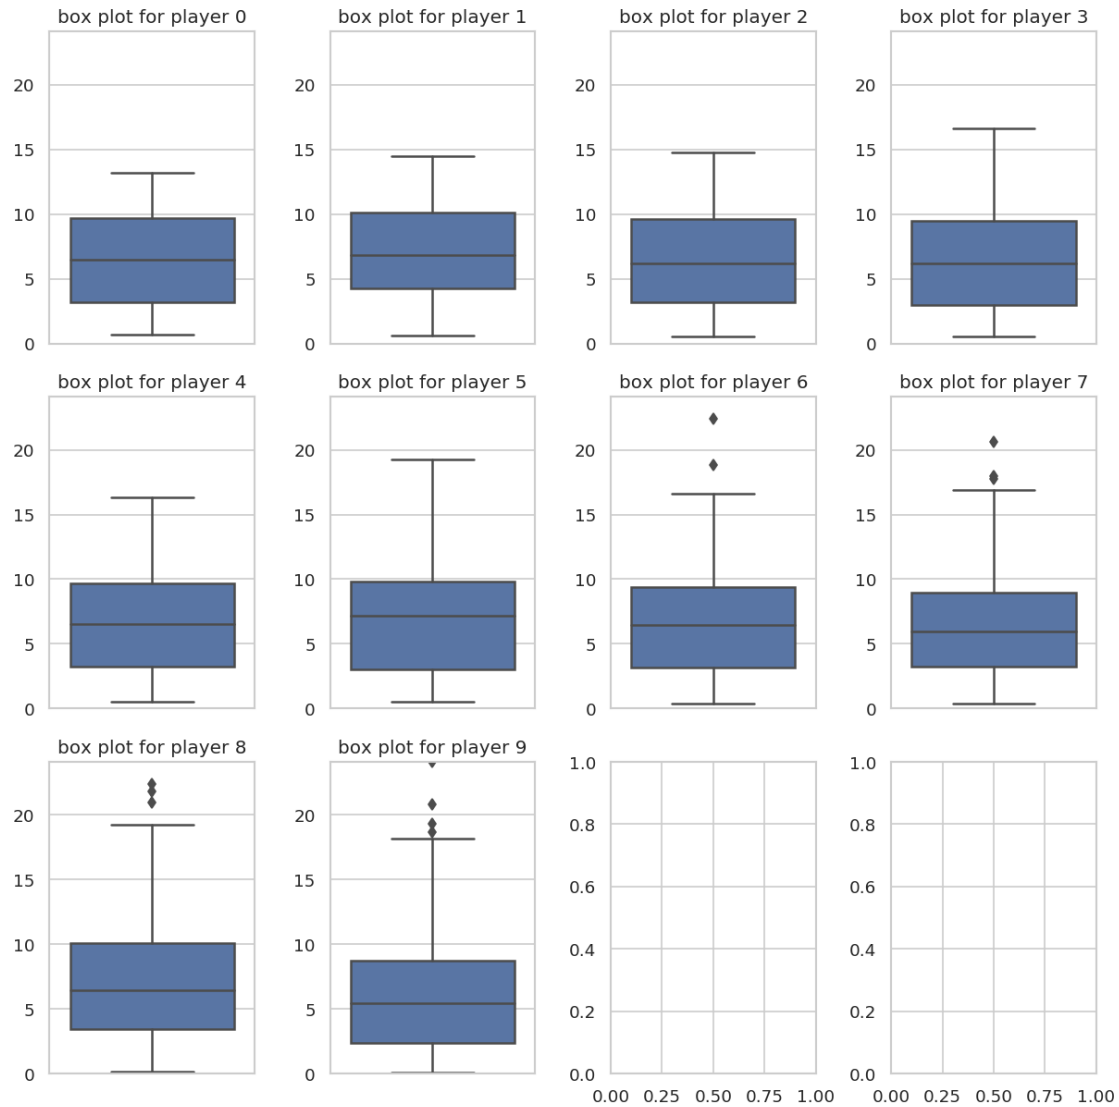 box plot for player 0 box plot for player 1 box plot for player 2 box plot for player 3
20 20 20 20
15 15 15 15
10 10 10 10
5 5 5 5
0 0 0 0
box plot for player 4 box plot for player 5 box plot for player 6 box plot for player 7
20 20 20 20
15 15 15 15
10 10 10 10
5 5 5 5
0 0 0 0
box plot for player 8 box plot for player 9
20 20
15 15
10 10
5 5
0 0
1.0 1.0
0.8 0.8
0.6 0.6
0.4 0.4
0.2 0.2
0.0 0.0
0.00 0.25 0.50 0.75 1.00 0.00 0.25 0.50 0.75 1.00